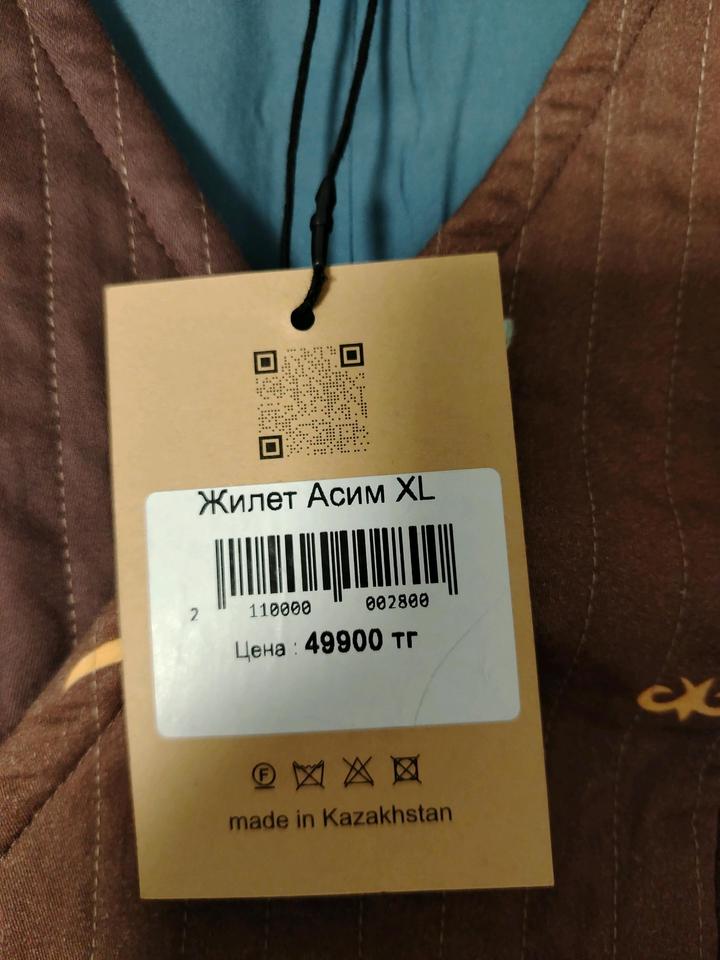 Жилет Асим XL
2 110000 002800
Цена : 49900 тг
F
made in Kazakhstan